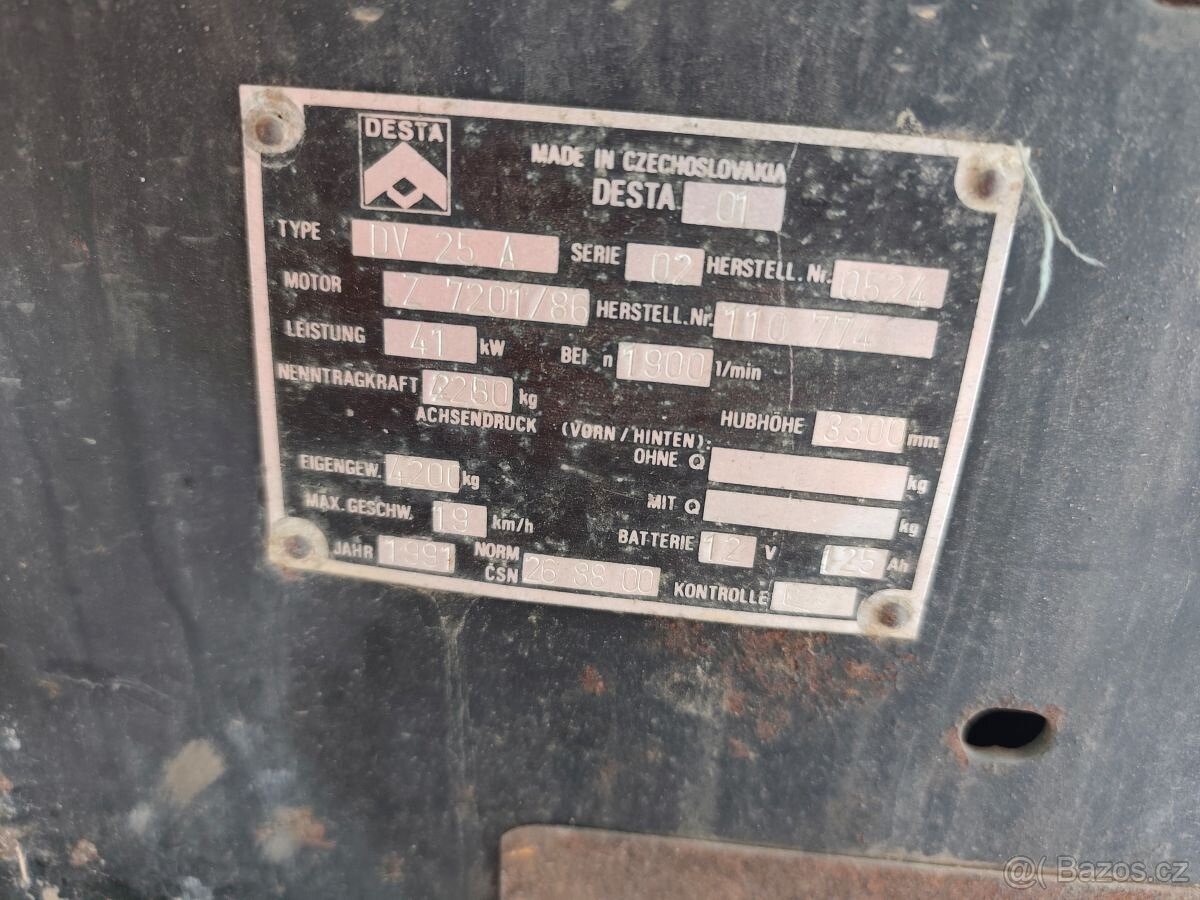 DESTA
MADE IN CZECHOSLOVAKIA
DESTA 01
TYPE DV 25 A SERIE 02 HERSTELL. Nr. 0524
MOTOR Z 7201/86 HERSTELL. Nr. 110 774
LEISTUNG 41 kW BEI n 1900 1/min
NENNTRAGKRAFT kg HUBHÖHE 3300 mm
ACHSENDRUCK (VORN / HINTEN):
OHNE Q kg
EIGENGEW. 4200 kg MIT Q kg
MAX. GESCHW. 19 km/h BATTERIE 12 V 125 Ah
JAHR 1991 NORM ČSN 26 88 00 KONTROLLE
Bazos.cz